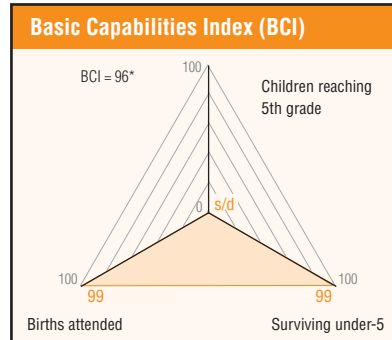 Basic Capabilities Index (BCI)
BCI = 96*
100
Children reaching
5th grade
0
s/d
100
99
100
99
Births attended
Surviving under-5